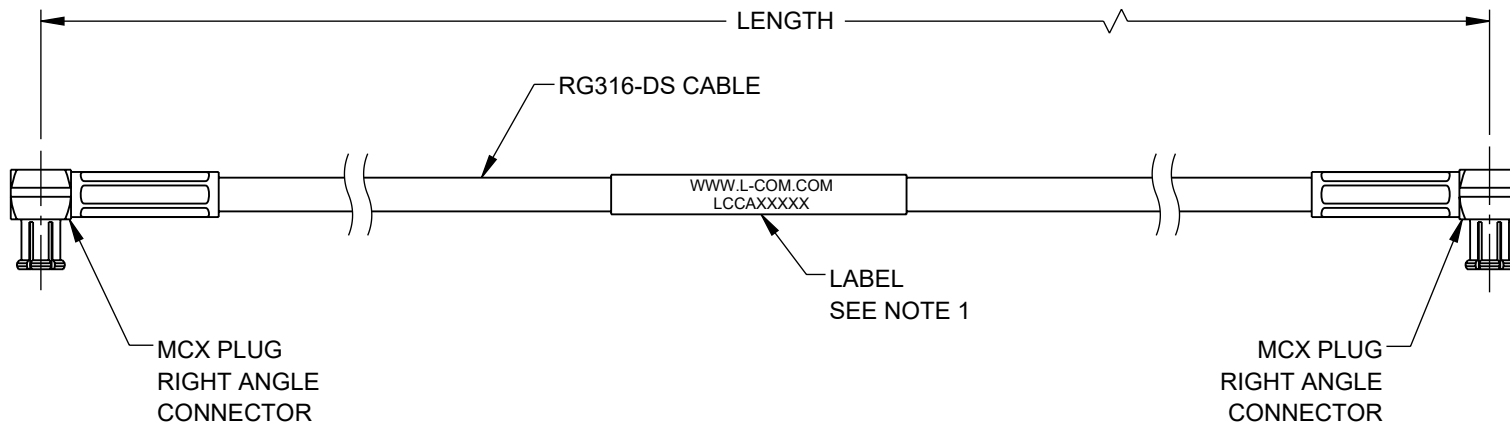 LENGTH
RG316-DS CABLE
WWW.L-COM.COM
LCCAXXXXX
LABEL
SEE NOTE 1
MCX PLUG
RIGHT ANGLE
CONNECTOR
MCX PLUG
RIGHT ANGLE
CONNECTOR